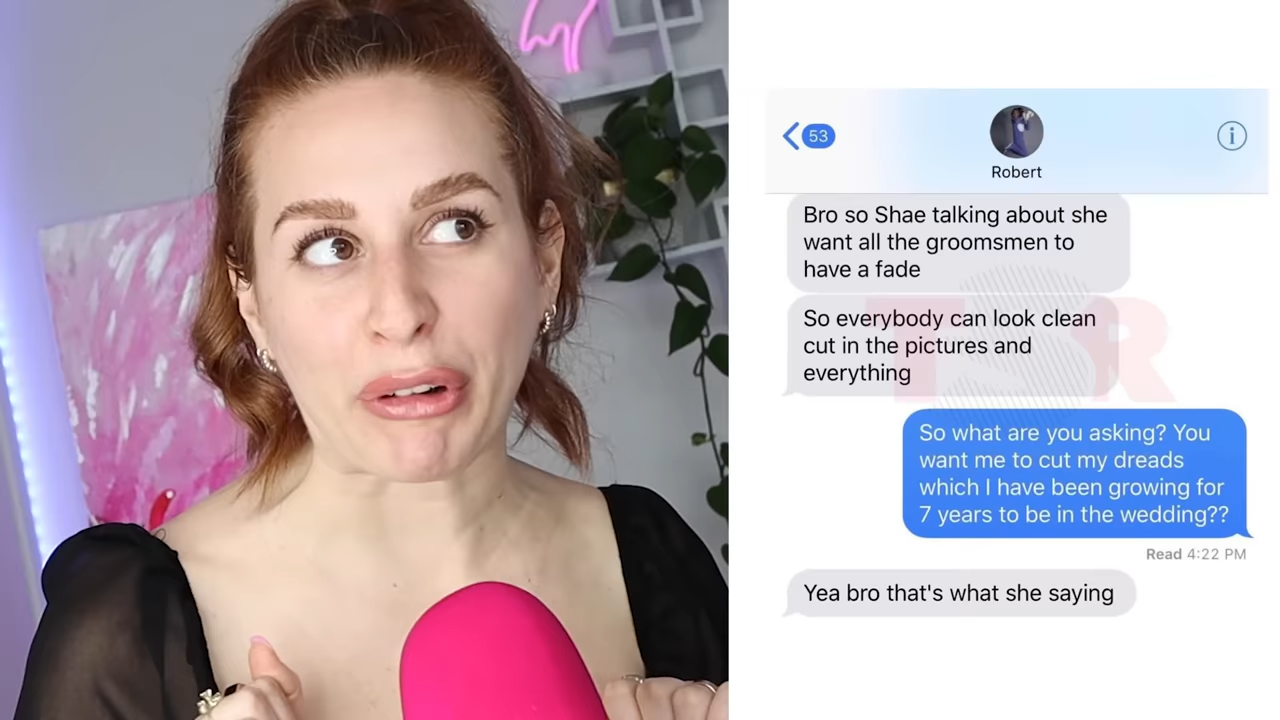 53
Robert
Bro so Shae talking about she
want all the groomsmen to
have a fade
So everybody can look clean
cut in the pictures and
everything
TSR
So what are you asking? You
want me to cut my dreads
which I have been growing for
7 years to be in the wedding??
Read 4:22 PM
Yea bro that's what she saying